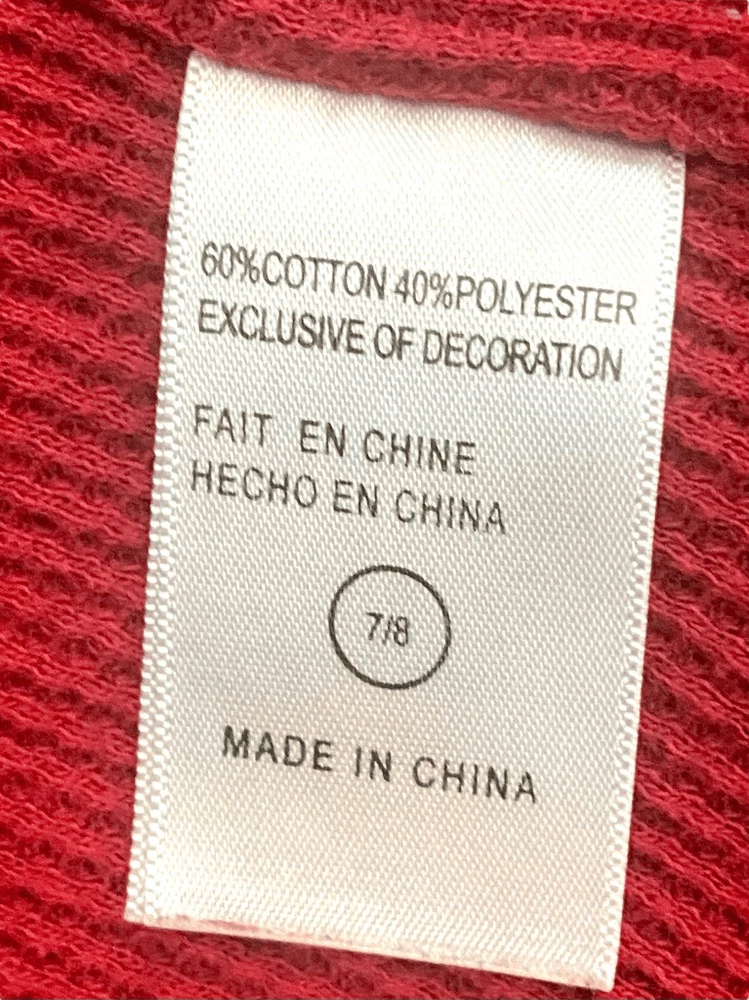 60%COTTON 40%POLYESTER
EXCLUSIVE OF DECORATION
FAIT EN CHINE
HECHO EN CHINA
7/8
MADE IN CHINA